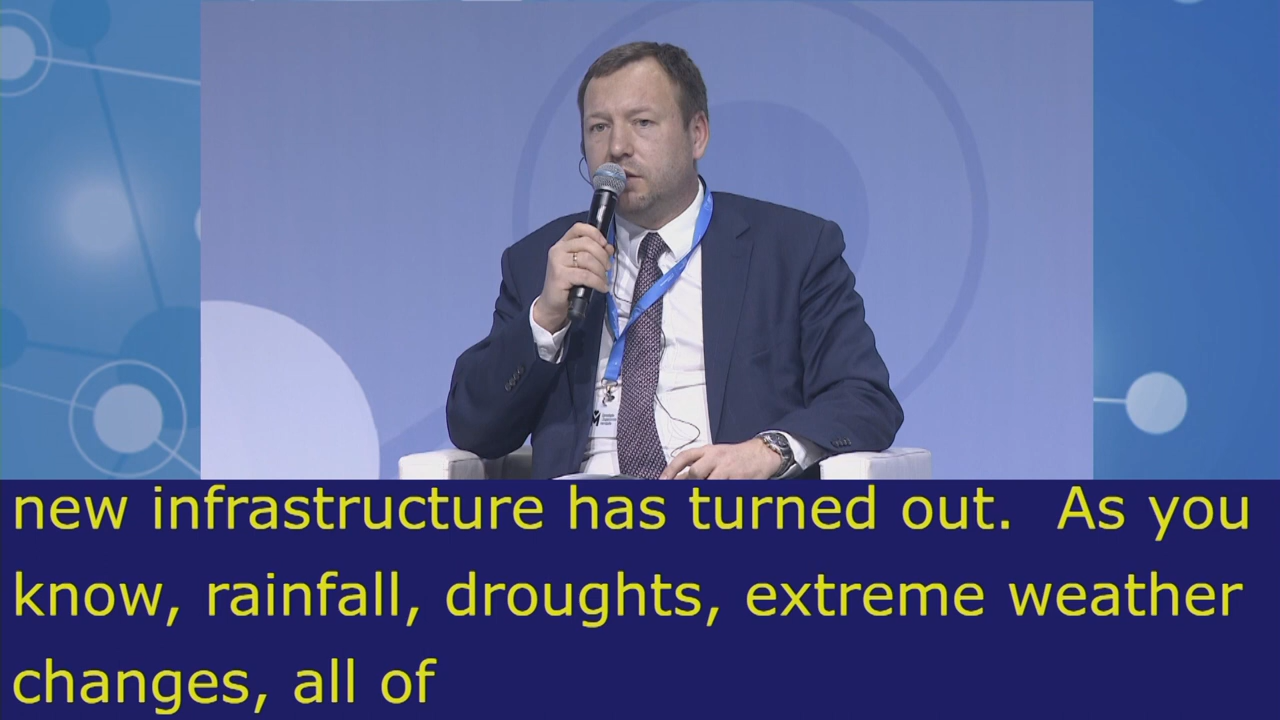 new infrastructure has turned out.  As you
know, rainfall, droughts, extreme weather
changes, all of